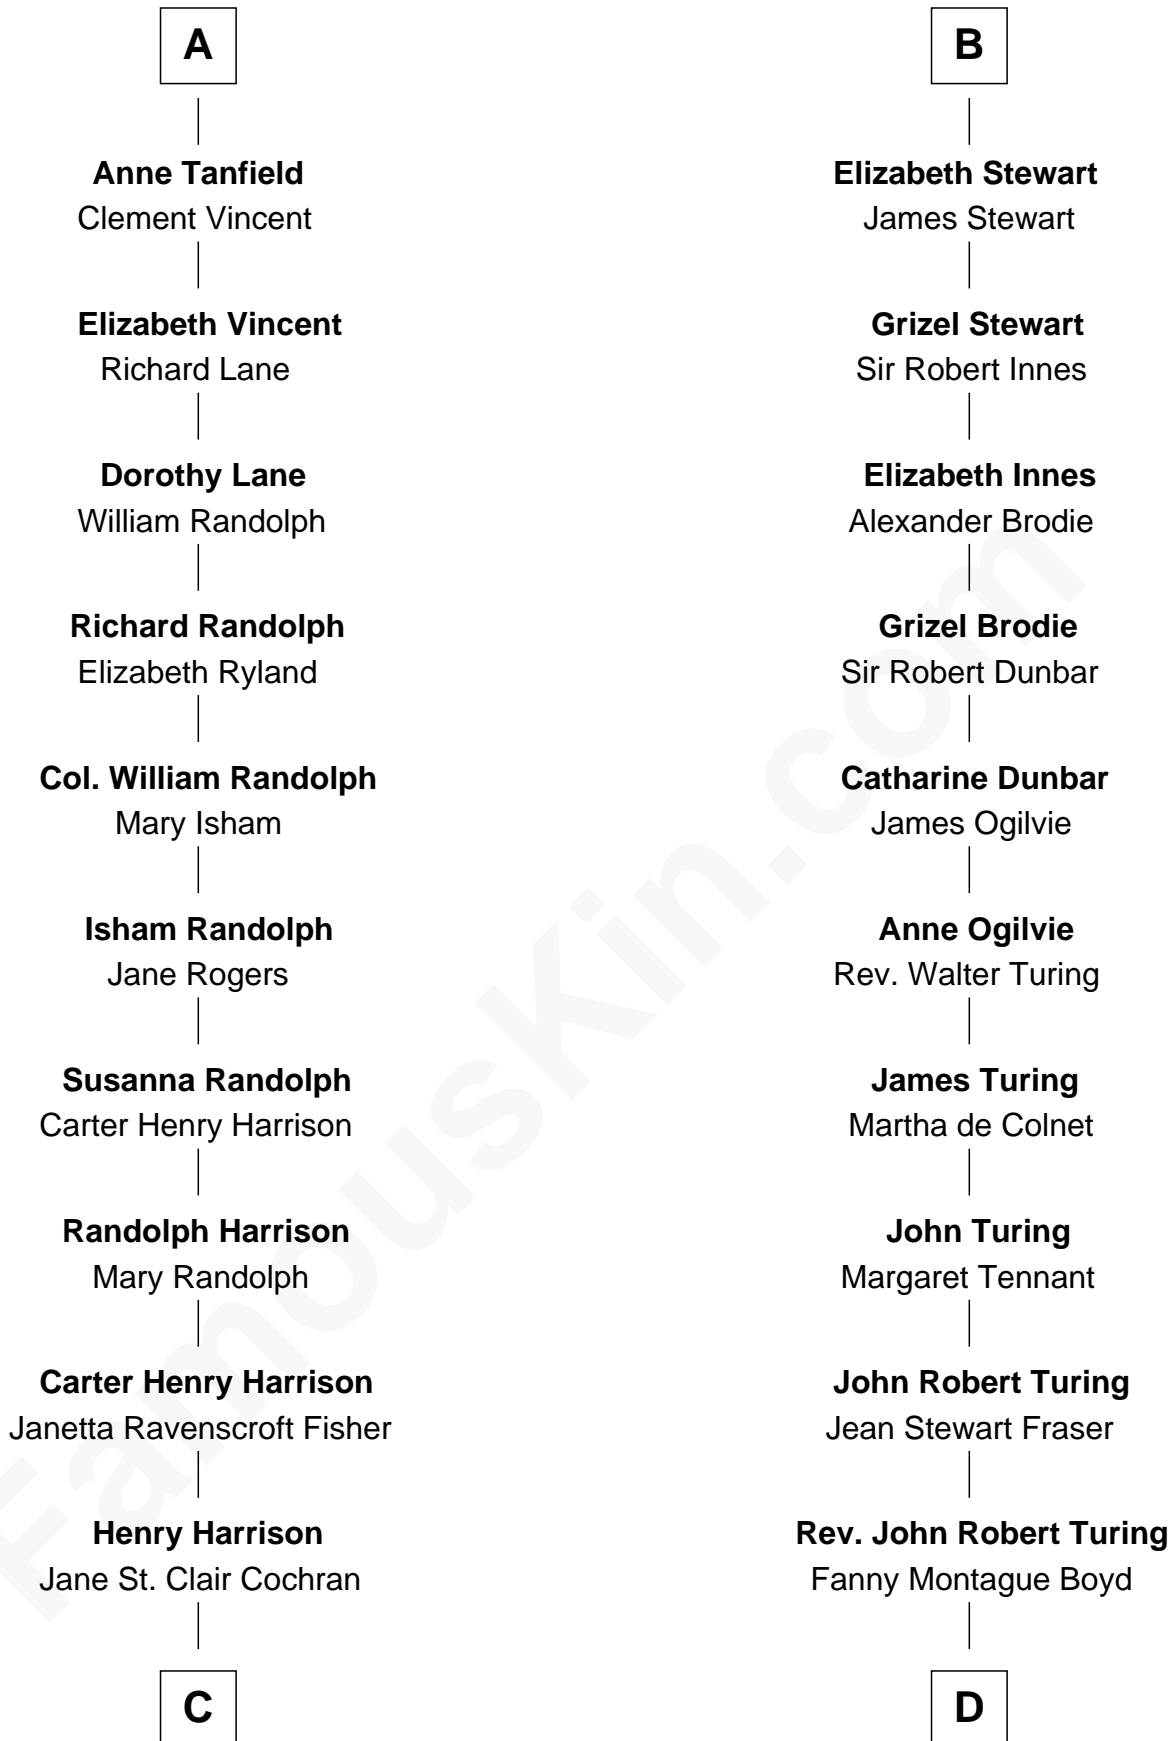 A
Anne Tanfield
Clement Vincent
Elizabeth Vincent
Richard Lane
Dorothy Lane
William Randolph
Richard Randolph
Elizabeth Ryland
Col. William Randolph
Mary Isham
Isham Randolph
Jane Rogers
Susanna Randolph
Carter Henry Harrison
Randolph Harrison
Mary Randolph
Carter Henry Harrison
Janetta Ravenscroft Fisher
Henry Harrison
Jane St. Clair Cochran
C
B
Elizabeth Stewart
James Stewart
Grizel Stewart
Sir Robert Innes
Elizabeth Innes
Alexander Brodie
Grizel Brodie
Sir Robert Dunbar
Catharine Dunbar
James Ogilvie
Anne Ogilvie
Rev. Walter Turing
James Turing
Martha de Colnet
John Turing
Margaret Tennant
John Robert Turing
Jean Stewart Fraser
Rev. John Robert Turing
Fanny Montague Boyd
D
FamousKin.com